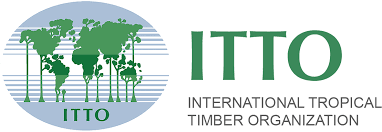 ITTO
ITTO
INTERNATIONAL TROPICAL
TIMBER ORGANIZATION